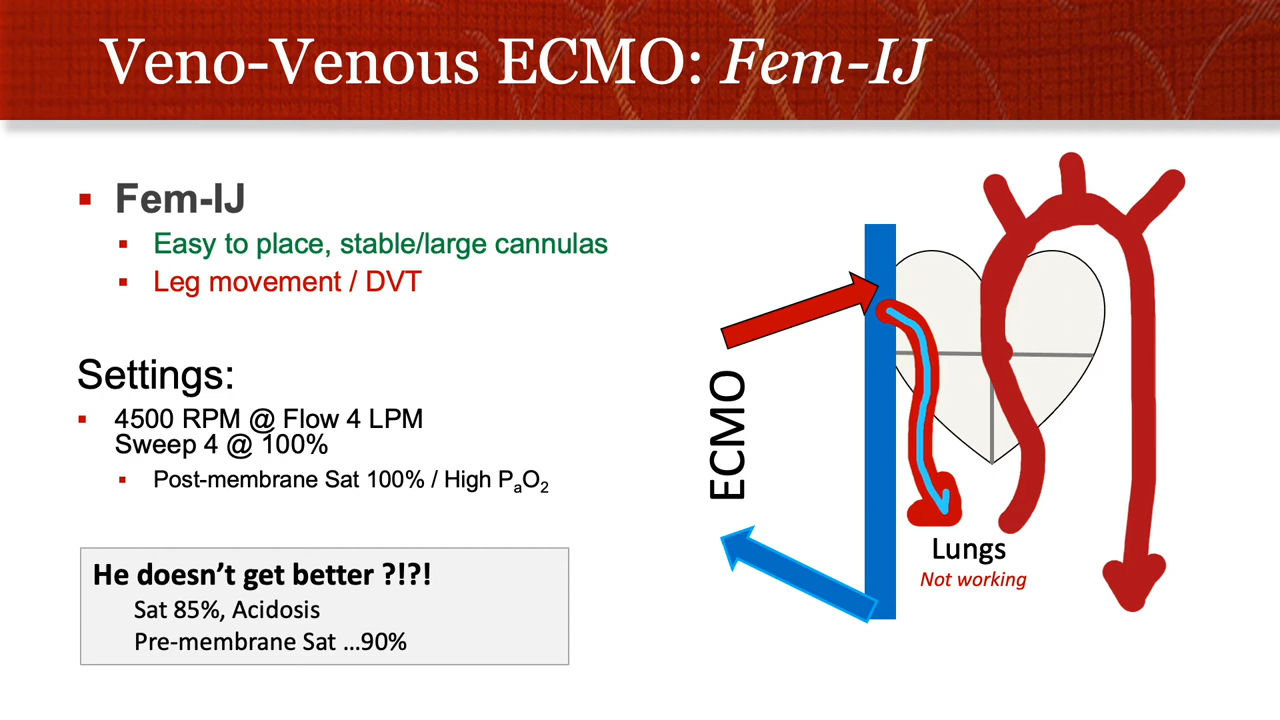 Veno-Venous ECMO: Fem-IJ
Fem-IJ
Easy to place, stable/large cannulas
Leg movement / DVT
Settings:
4500 RPM @ Flow 4 LPM
Sweep 4 @ 100%
Post-membrane Sat 100% / High PaO2
He doesn't get better ?!?!
Sat 85%, Acidosis
Pre-membrane Sat ...90%
ECMO
Lungs
Not working